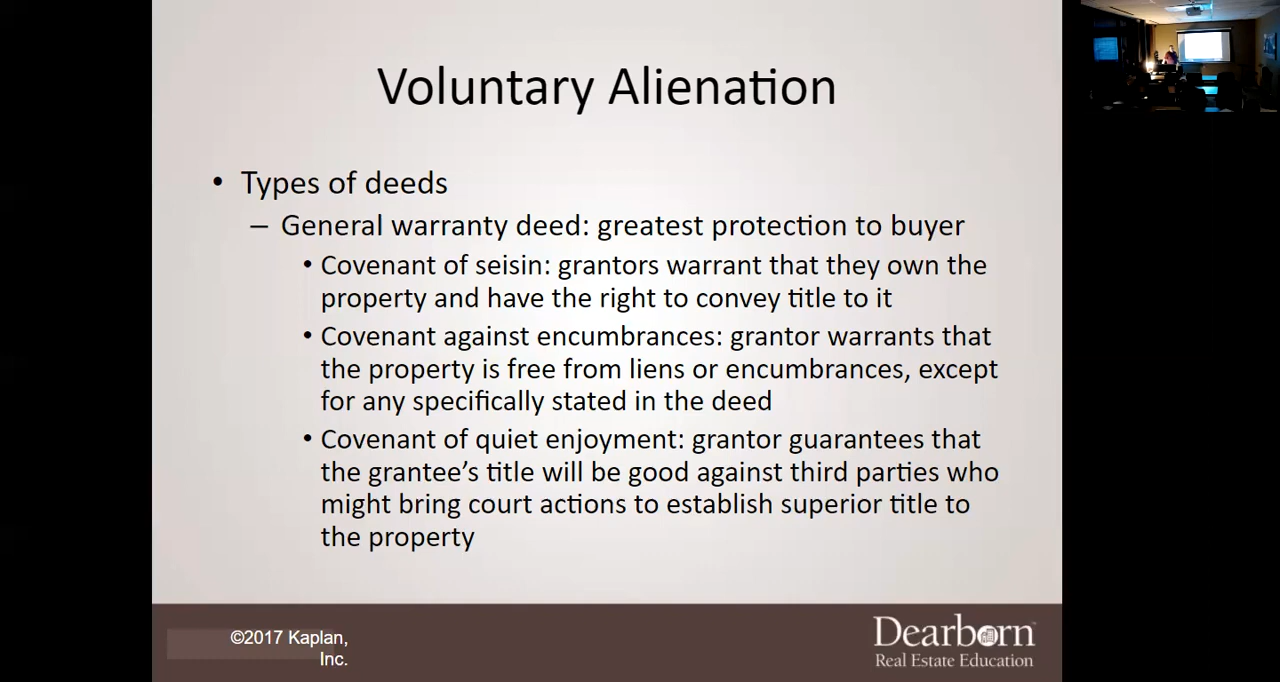 Voluntary Alienation
• Types of deeds
– General warranty deed: greatest protection to buyer
• Covenant of seisin: grantors warrant that they own the
property and have the right to convey title to it
• Covenant against encumbrances: grantor warrants that
the property is free from liens or encumbrances, except
for any specifically stated in the deed
• Covenant of quiet enjoyment: grantor guarantees that
the grantee’s title will be good against third parties who
might bring court actions to establish superior title to
the property
©2017 Kaplan,
Inc.
Dearborn™
Real Estate Education